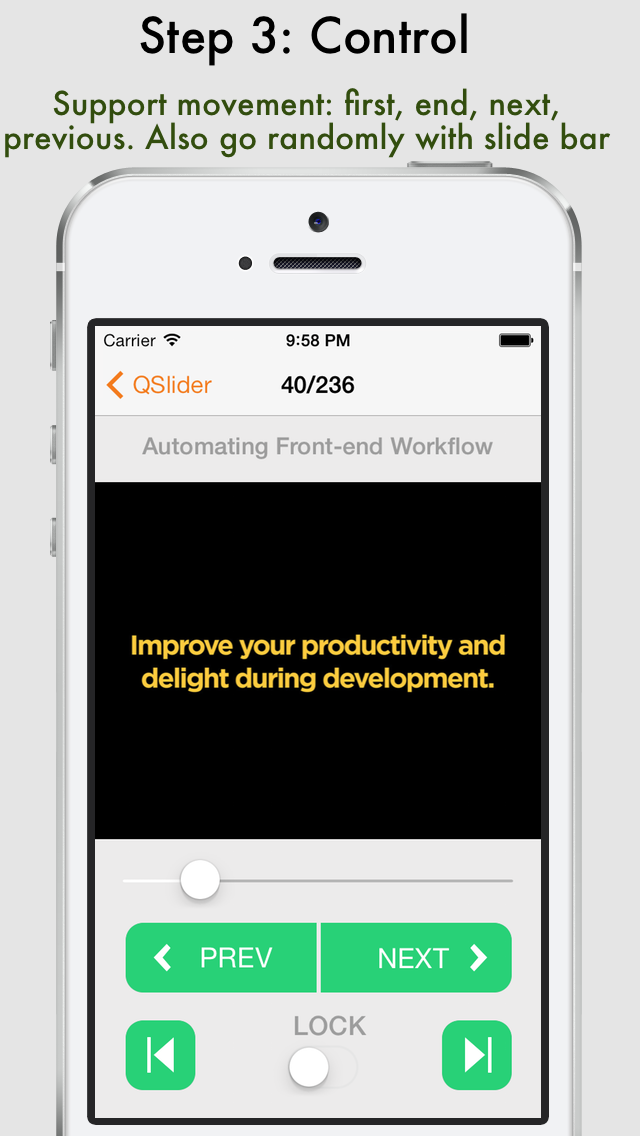 Step 3: Control
Support movement: first, end, next,
previous. Also go randomly with slide bar
Carrier 9:58 PM
QSlider 40/236
Automating Front-end Workflow
Improve your productivity and
delight during development.
PREV NEXT
LOCK